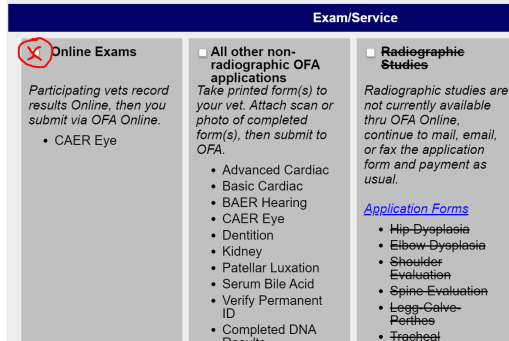 Exam/Service
Online Exams
Participating vets record
results Online, then you
submit via OFA Online.
• CAER Eye
All other non-
radiographic OFA
applications
Take printed form(s) to
your vet. Attach scan or
photo of completed
form(s), then submit to
OFA.
• Advanced Cardiac
• Basic Cardiac
• BAER Hearing
• CAER Eye
• Dentition
• Kidney
• Patellar Luxation
• Serum Bile Acid
• Verify Permanent
ID
• Completed DNA
Results
Radiographic
Studies
Radiographic studies are
not currently available
thru OFA Online,
continue to mail, email,
or fax the application
form and payment as
usual.
Application Forms
• Hip Dysplasia
• Elbow Dysplasia
• Shoulder
Evaluation
• Spine Evaluation
• Legg-Calve-
Perthes
• Tracheal